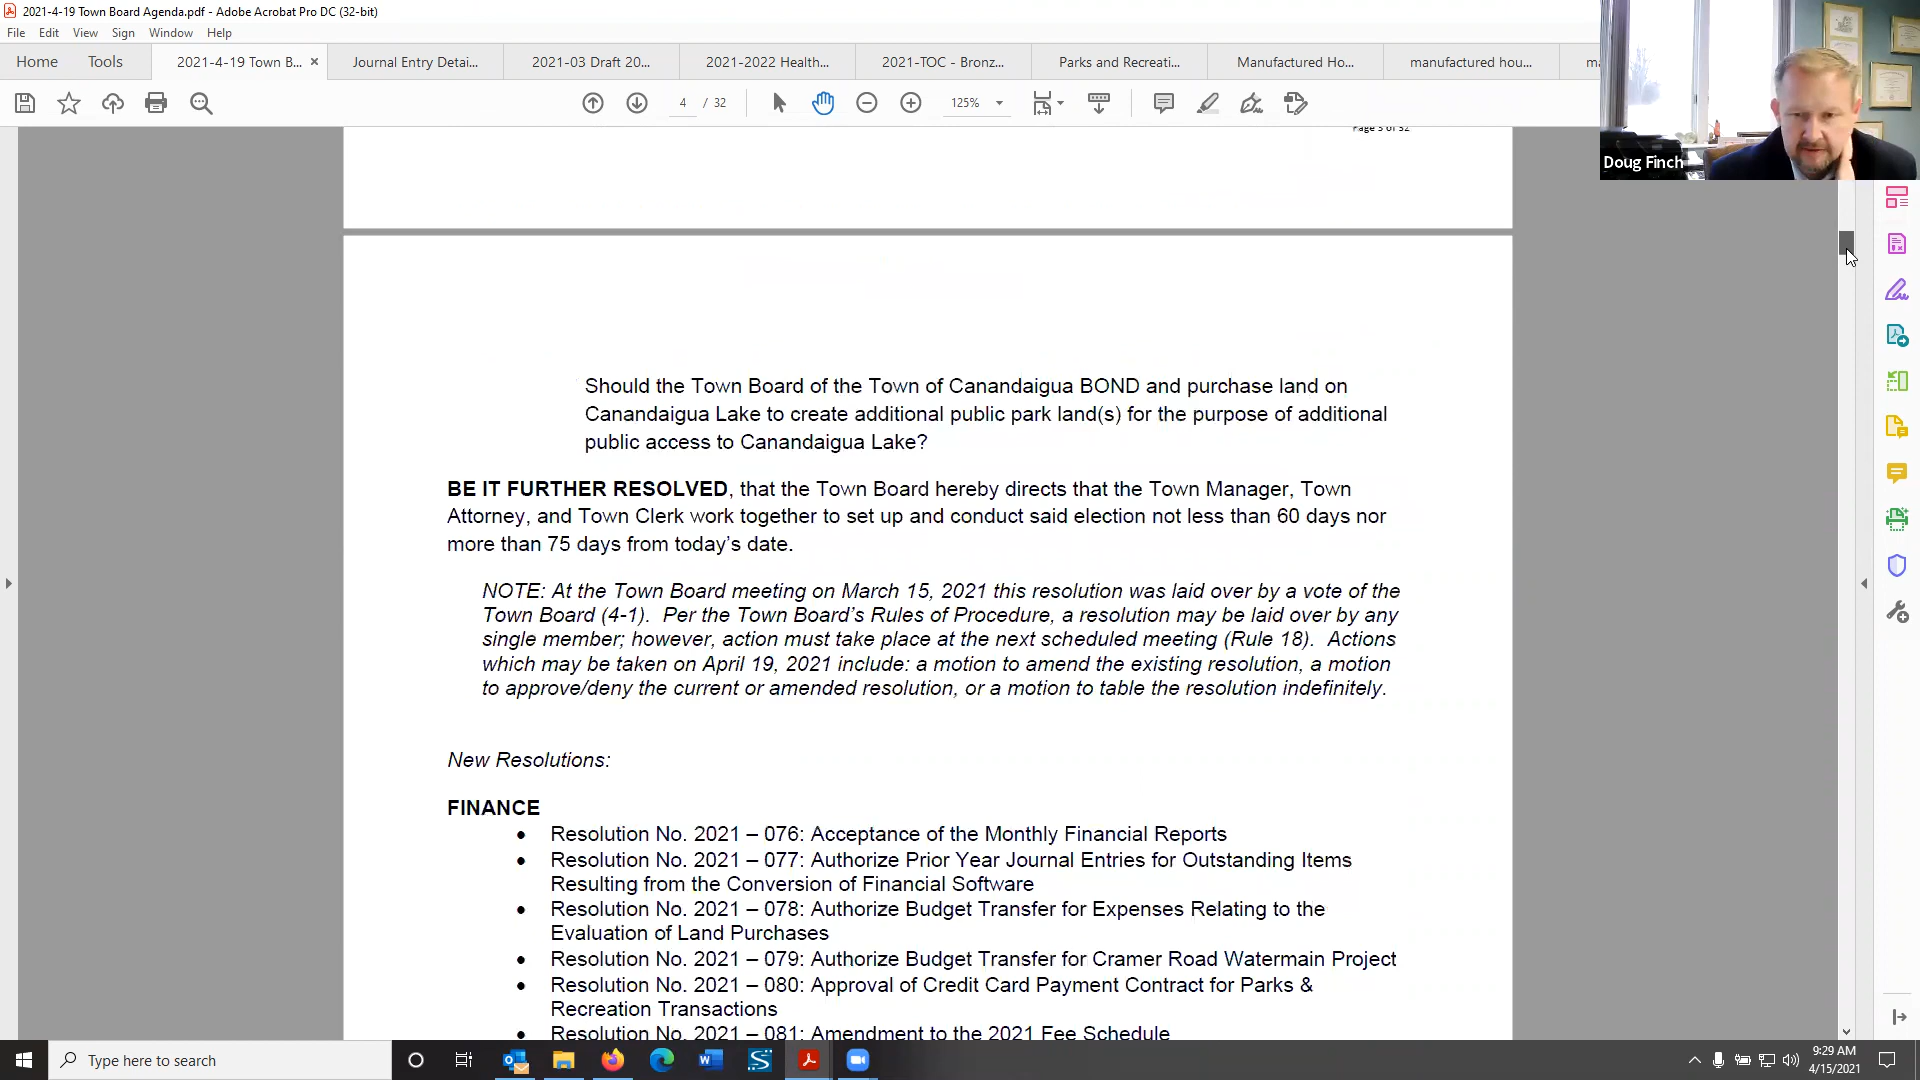 2021-4-19 Town Board Agenda.pdf - Adobe Acrobat Pro DC (32-bit)
File Edit View Sign Window Help
Home Tools 2021-4-19 Town B... × Journal Entry Detai... 2021-03 Draft 20... 2021-2022 Health... 2021-TOC - Bronz... Parks and Recreati... Manufactured Ho... manufactured hou... ma
4 / 32 125%
Doug Finch
Page 3 of 32
Should the Town Board of the Town of Canandaigua BOND and purchase land on
Canandaigua Lake to create additional public park land(s) for the purpose of additional
public access to Canandaigua Lake?
BE IT FURTHER RESOLVED, that the Town Board hereby directs that the Town Manager, Town
Attorney, and Town Clerk work together to set up and conduct said election not less than 60 days nor
more than 75 days from today’s date.
NOTE: At the Town Board meeting on March 15, 2021 this resolution was laid over by a vote of the
Town Board (4-1). Per the Town Board’s Rules of Procedure, a resolution may be laid over by any
single member; however, action must take place at the next scheduled meeting (Rule 18). Actions
which may be taken on April 19, 2021 include: a motion to amend the existing resolution, a motion
to approve/deny the current or amended resolution, or a motion to table the resolution indefinitely.
New Resolutions:
FINANCE
• Resolution No. 2021 – 076: Acceptance of the Monthly Financial Reports
• Resolution No. 2021 – 077: Authorize Prior Year Journal Entries for Outstanding Items
Resulting from the Conversion of Financial Software
• Resolution No. 2021 – 078: Authorize Budget Transfer for Expenses Relating to the
Evaluation of Land Purchases
• Resolution No. 2021 – 079: Authorize Budget Transfer for Cramer Road Watermain Project
• Resolution No. 2021 – 080: Approval of Credit Card Payment Contract for Parks &
Recreation Transactions
• Resolution No. 2021 – 081: Amendment to the 2021 Fee Schedule
Type here to search
9:29 AM
4/15/2021